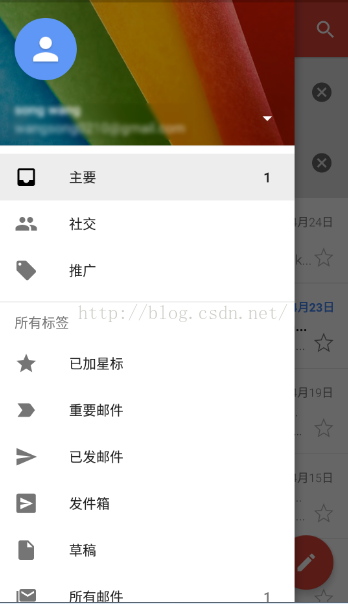 主要 1
社交
推广
所有标签
http://blog.csdn.net/
已加星标
重要邮件
已发邮件
发件箱
草稿
所有邮件 1
月24日
k...
月23日
...
...
月19日
...
月15日
...